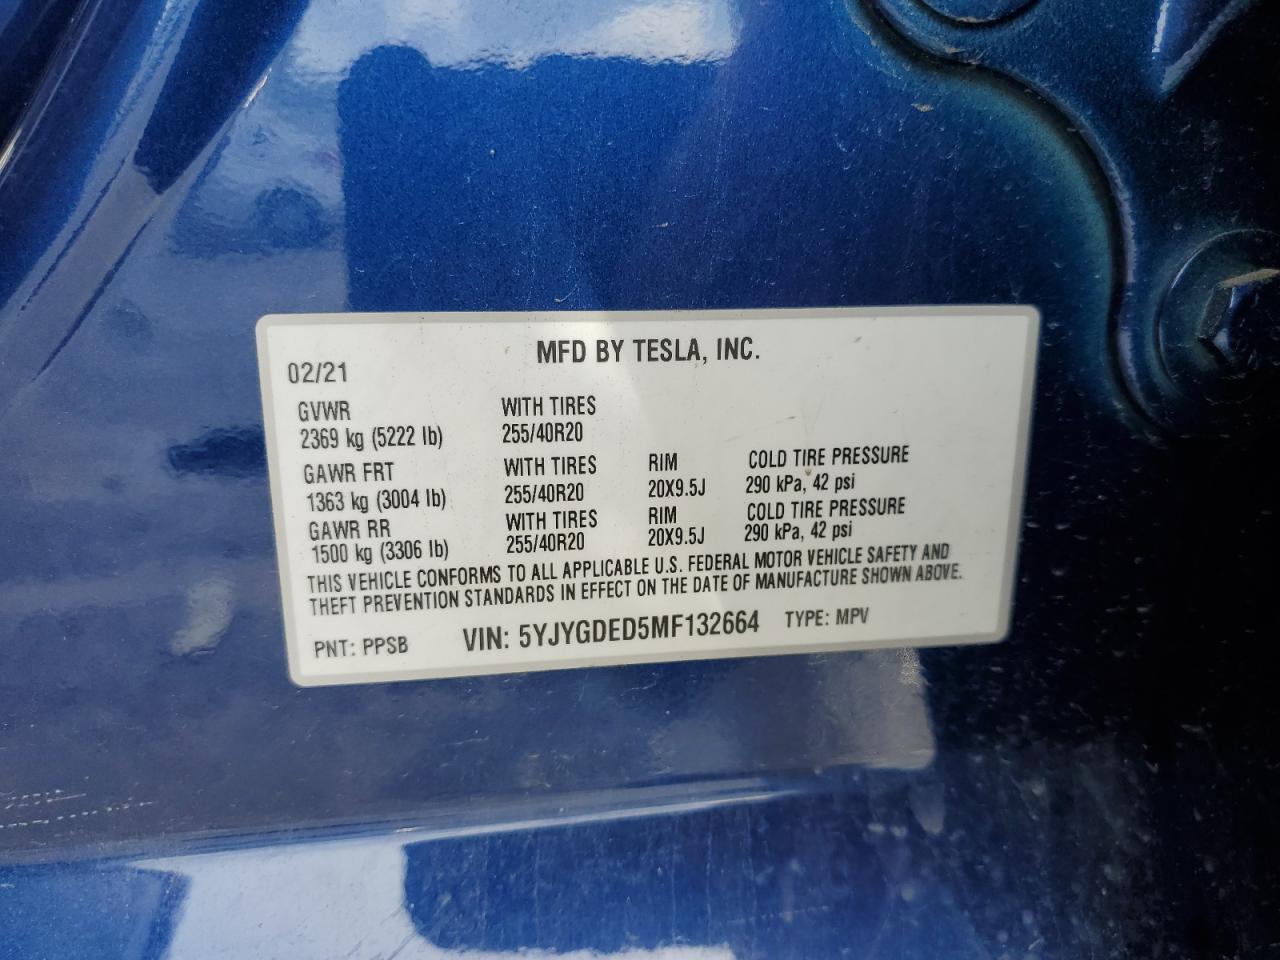 MFD BY TESLA, INC.
02/21
GVWR WITH TIRES
2369 kg (5222 lb) 255/40R20
GAWR FRT WITH TIRES RIM COLD TIRE PRESSURE
1363 kg (3004 lb) 255/40R20 20X9.5J 290 kPa, 42 psi
GAWR RR WITH TIRES RIM COLD TIRE PRESSURE
1500 kg (3306 lb) 255/40R20 20X9.5J 290 kPa, 42 psi
THIS VEHICLE CONFORMS TO ALL APPLICABLE U.S. FEDERAL MOTOR VEHICLE SAFETY AND
THEFT PREVENTION STANDARDS IN EFFECT ON THE DATE OF MANUFACTURE SHOWN ABOVE.
PNT: PPSB VIN: 5YJYGDED5MF132664 TYPE: MPV